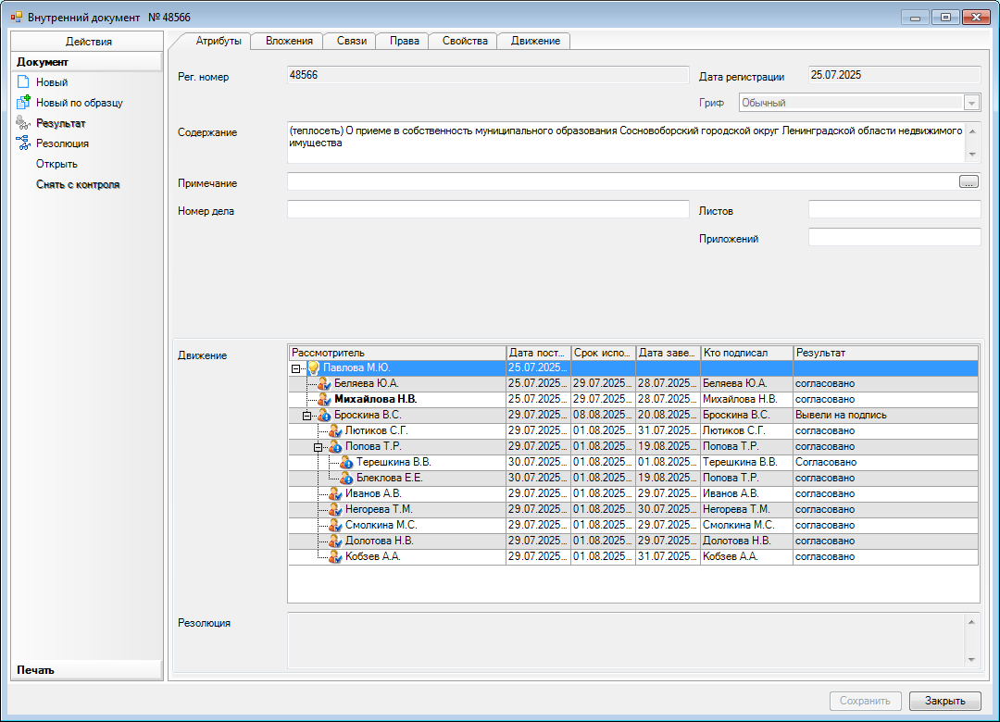 Внутренний документ № 48566
Действия
Документ
Новый
Новый по образцу
Результат
Резолюция
Открыть
Снять с контроля
Печать
Атрибуты Вложения Связи Права Свойства Движение
Рег. номер 48566 Дата регистрации 25.07.2025
Гриф Обычный
Содержание (теплосеть) О приеме в собственность муниципального образования Сосновоборский городской округ Ленинградской области недвижимого
имущества
Примечание ...
Номер дела Листов
Приложений
Движение
Рассмотритель Дата пост... Срок испо... Дата заве... Кто подписал Результат
Павлова М.Ю. 25.07.2025...
Беляева Ю.А. 25.07.2025... 29.07.2025... 28.07.2025... Беляева Ю.А. согласовано
Михайлова Н.В. 25.07.2025... 29.07.2025... 28.07.2025... Михайлова Н.В. согласовано
Броскина В.С. 29.07.2025... 08.08.2025... 20.08.2025... Броскина В.С. Вывели на подпись
Лютиков С.Г. 29.07.2025... 01.08.2025... 31.07.2025... Лютиков С.Г. согласовано
Попова Т.Р. 29.07.2025... 01.08.2025... 19.08.2025... Попова Т.Р. согласовано
Терешкина В.В. 30.07.2025... 01.08.2025... 01.08.2025... Терешкина В.В. Согласовано
Блеклова Е.Е. 30.07.2025... 01.08.2025... 19.08.2025... Попова Т.Р. согласовано
Иванов А.В. 29.07.2025... 01.08.2025... 29.07.2025... Иванов А.В. согласовано
Негорева Т.М. 29.07.2025... 01.08.2025... 30.07.2025... Негорева Т.М. согласовано
Смолкина М.С. 29.07.2025... 01.08.2025... 29.07.2025... Смолкина М.С. согласовано
Долотова Н.В. 29.07.2025... 01.08.2025... 29.07.2025... Долотова Н.В. согласовано
Кобзев А.А. 29.07.2025... 01.08.2025... 31.07.2025... Кобзев А.А. согласовано
Резолюция
Сохранить Закрыть